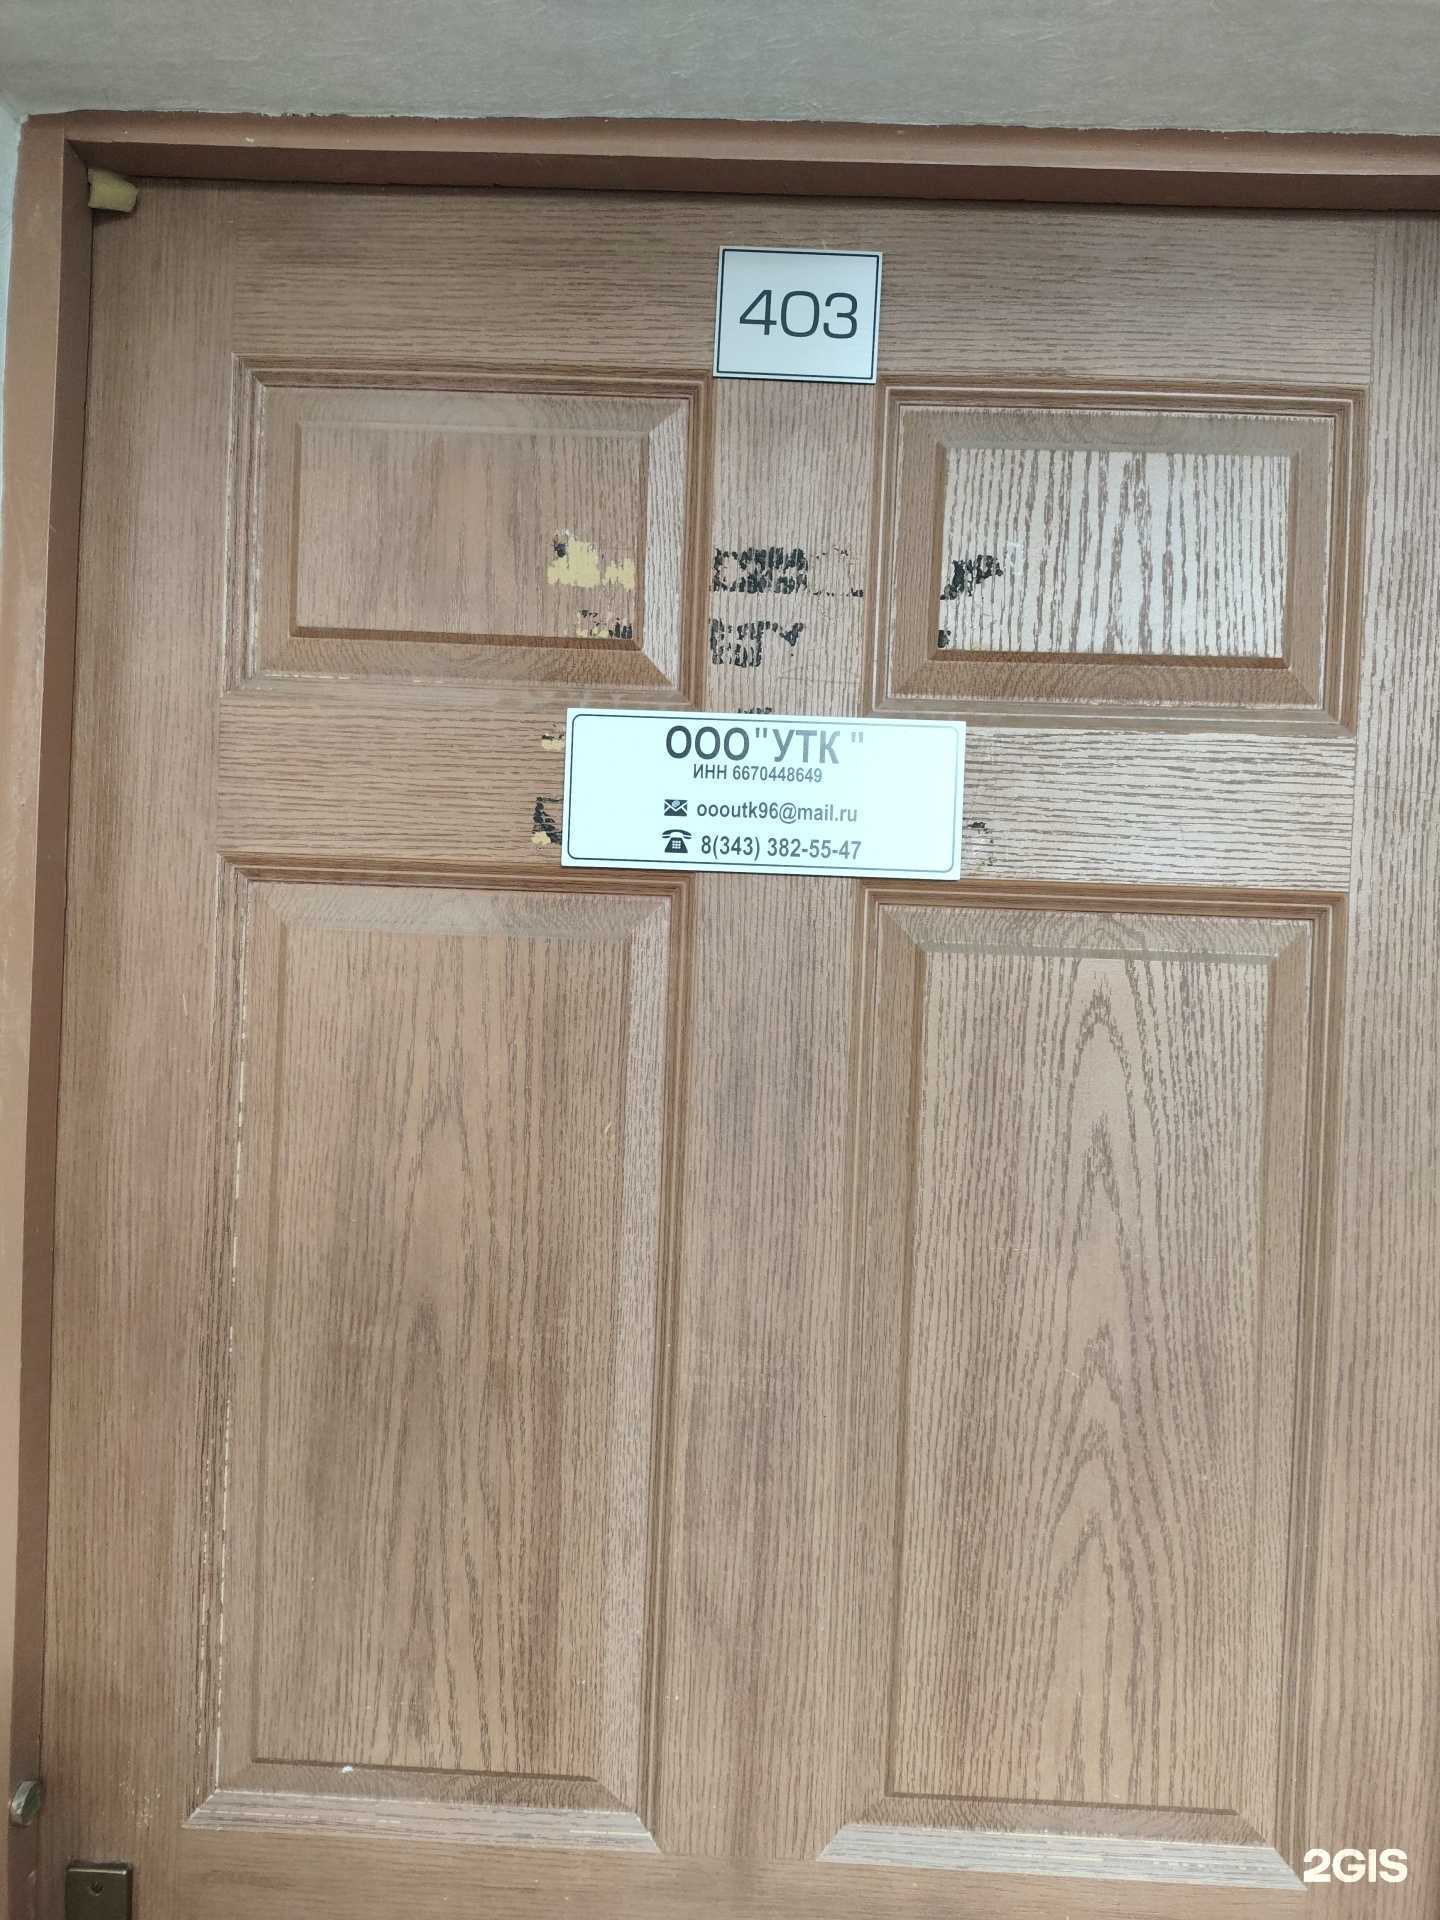 403
ООО"УТК "
ИНН 6670448649
oooutk96@mail.ru
8(343) 382-55-47
2GIS